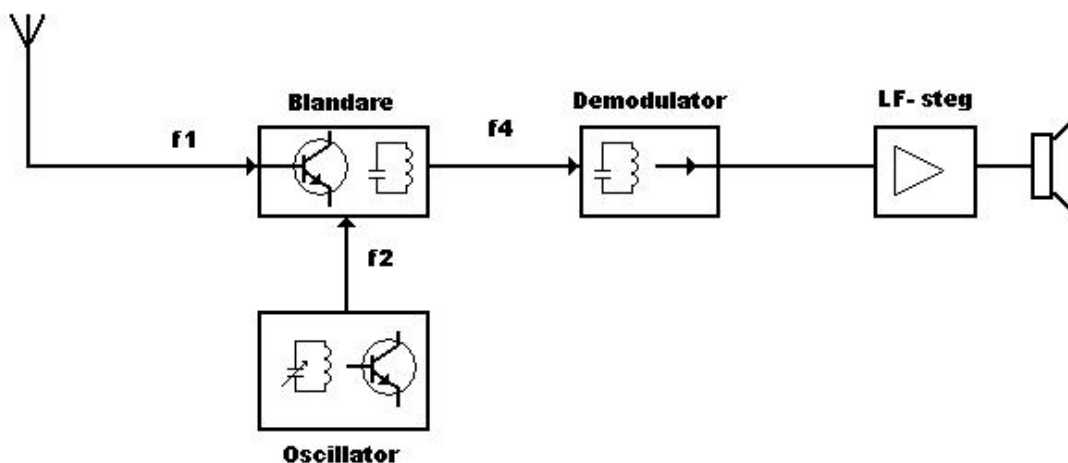 Blandare
Demodulator
LF- steg
f1
f4
f2
Oscillator